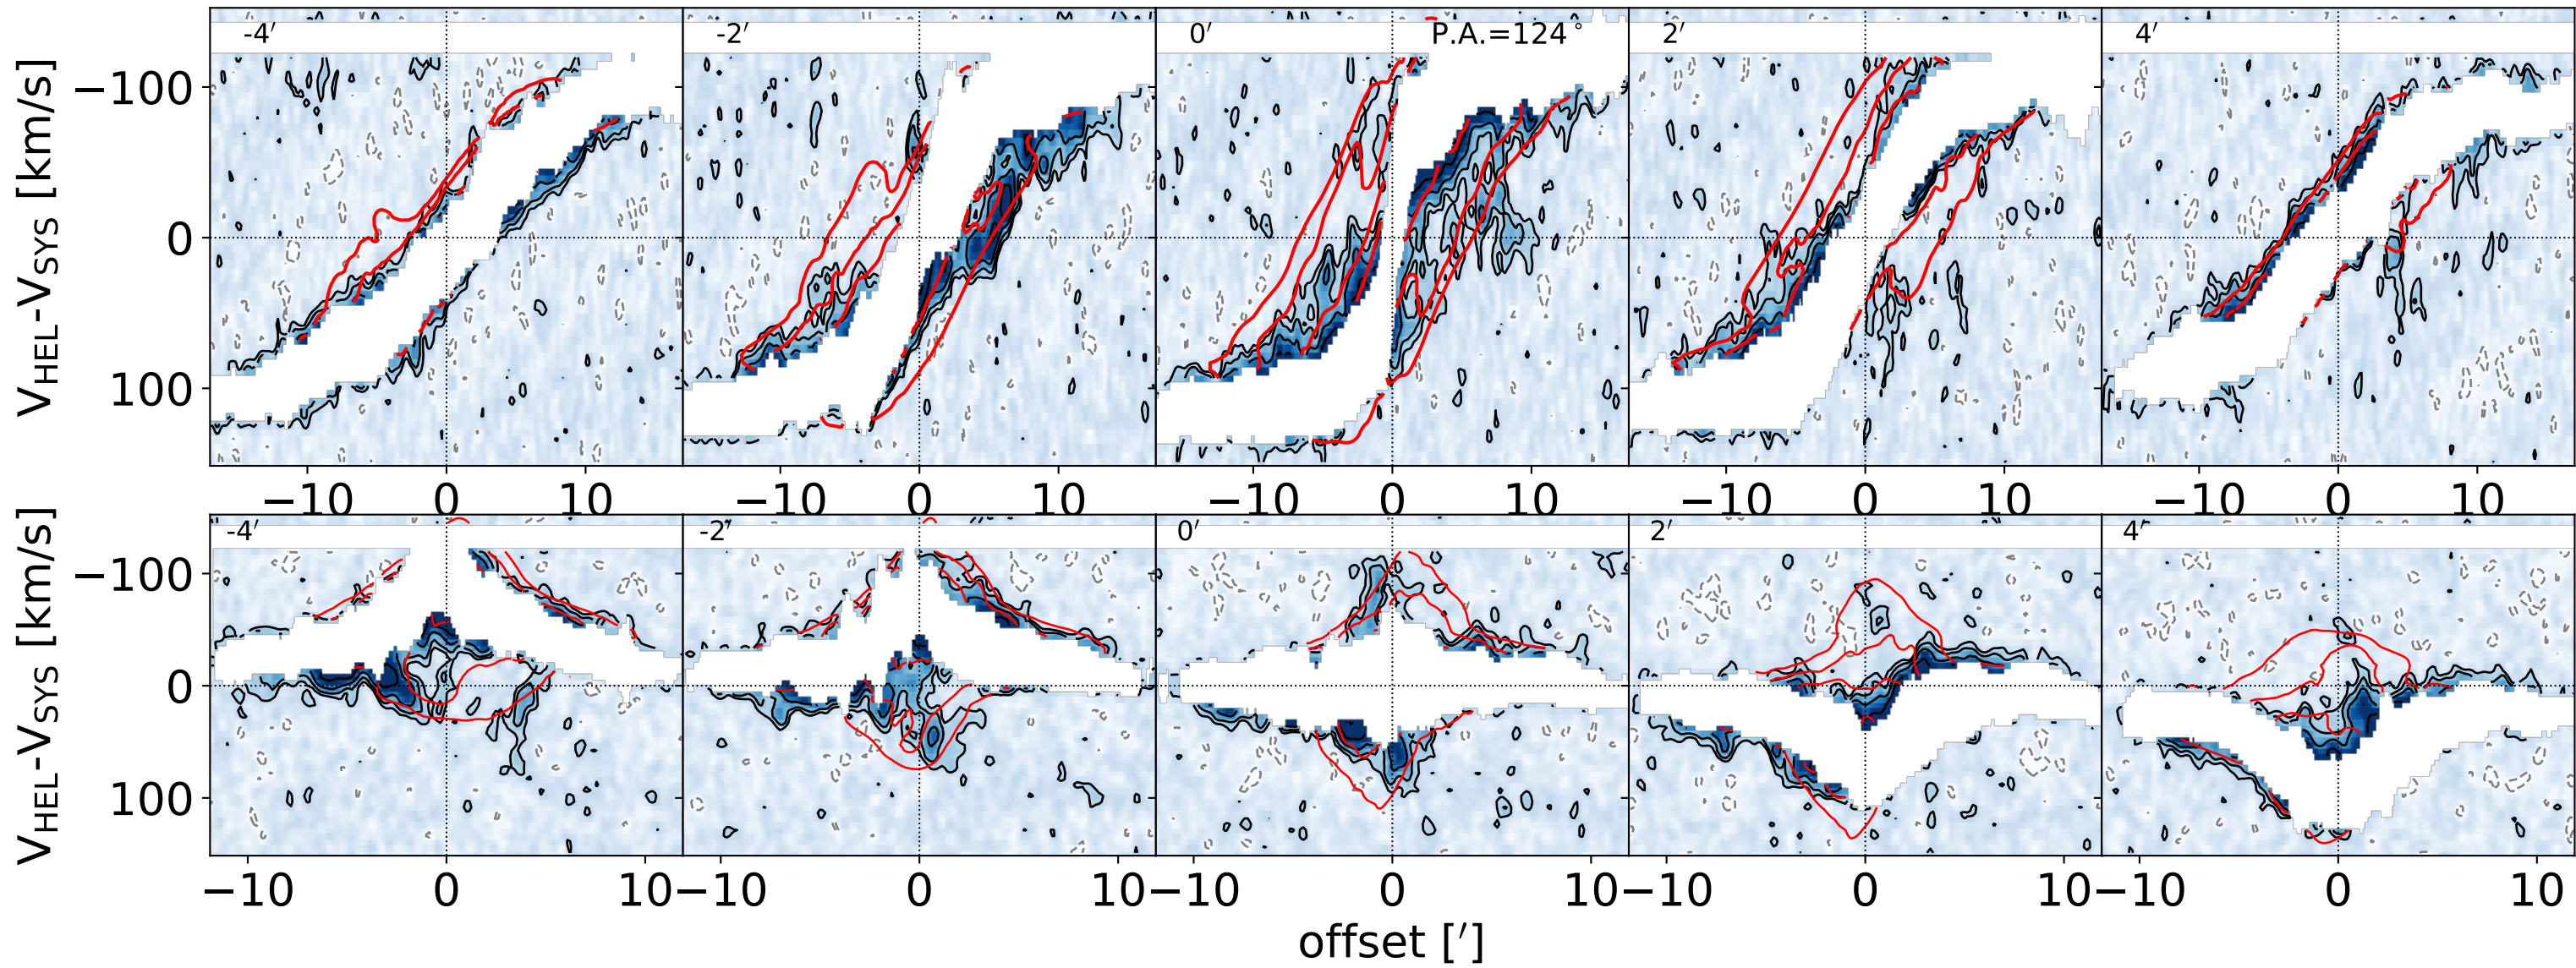 -4′ -2′ 0′ P.A.=124° 2′ 4′
V_HEL-V_SYS [km/s]
−100
0
100
−10 0 10 −10 0 10 −10 0 10 −10 0 10 −10 0 10
-4′ -2′ 0′ 2′ 4′
V_HEL-V_SYS [km/s]
−100
0
100
−10 0 10 −10 0 10 −10 0 10 −10 0 10 −10 0 10
offset [′]